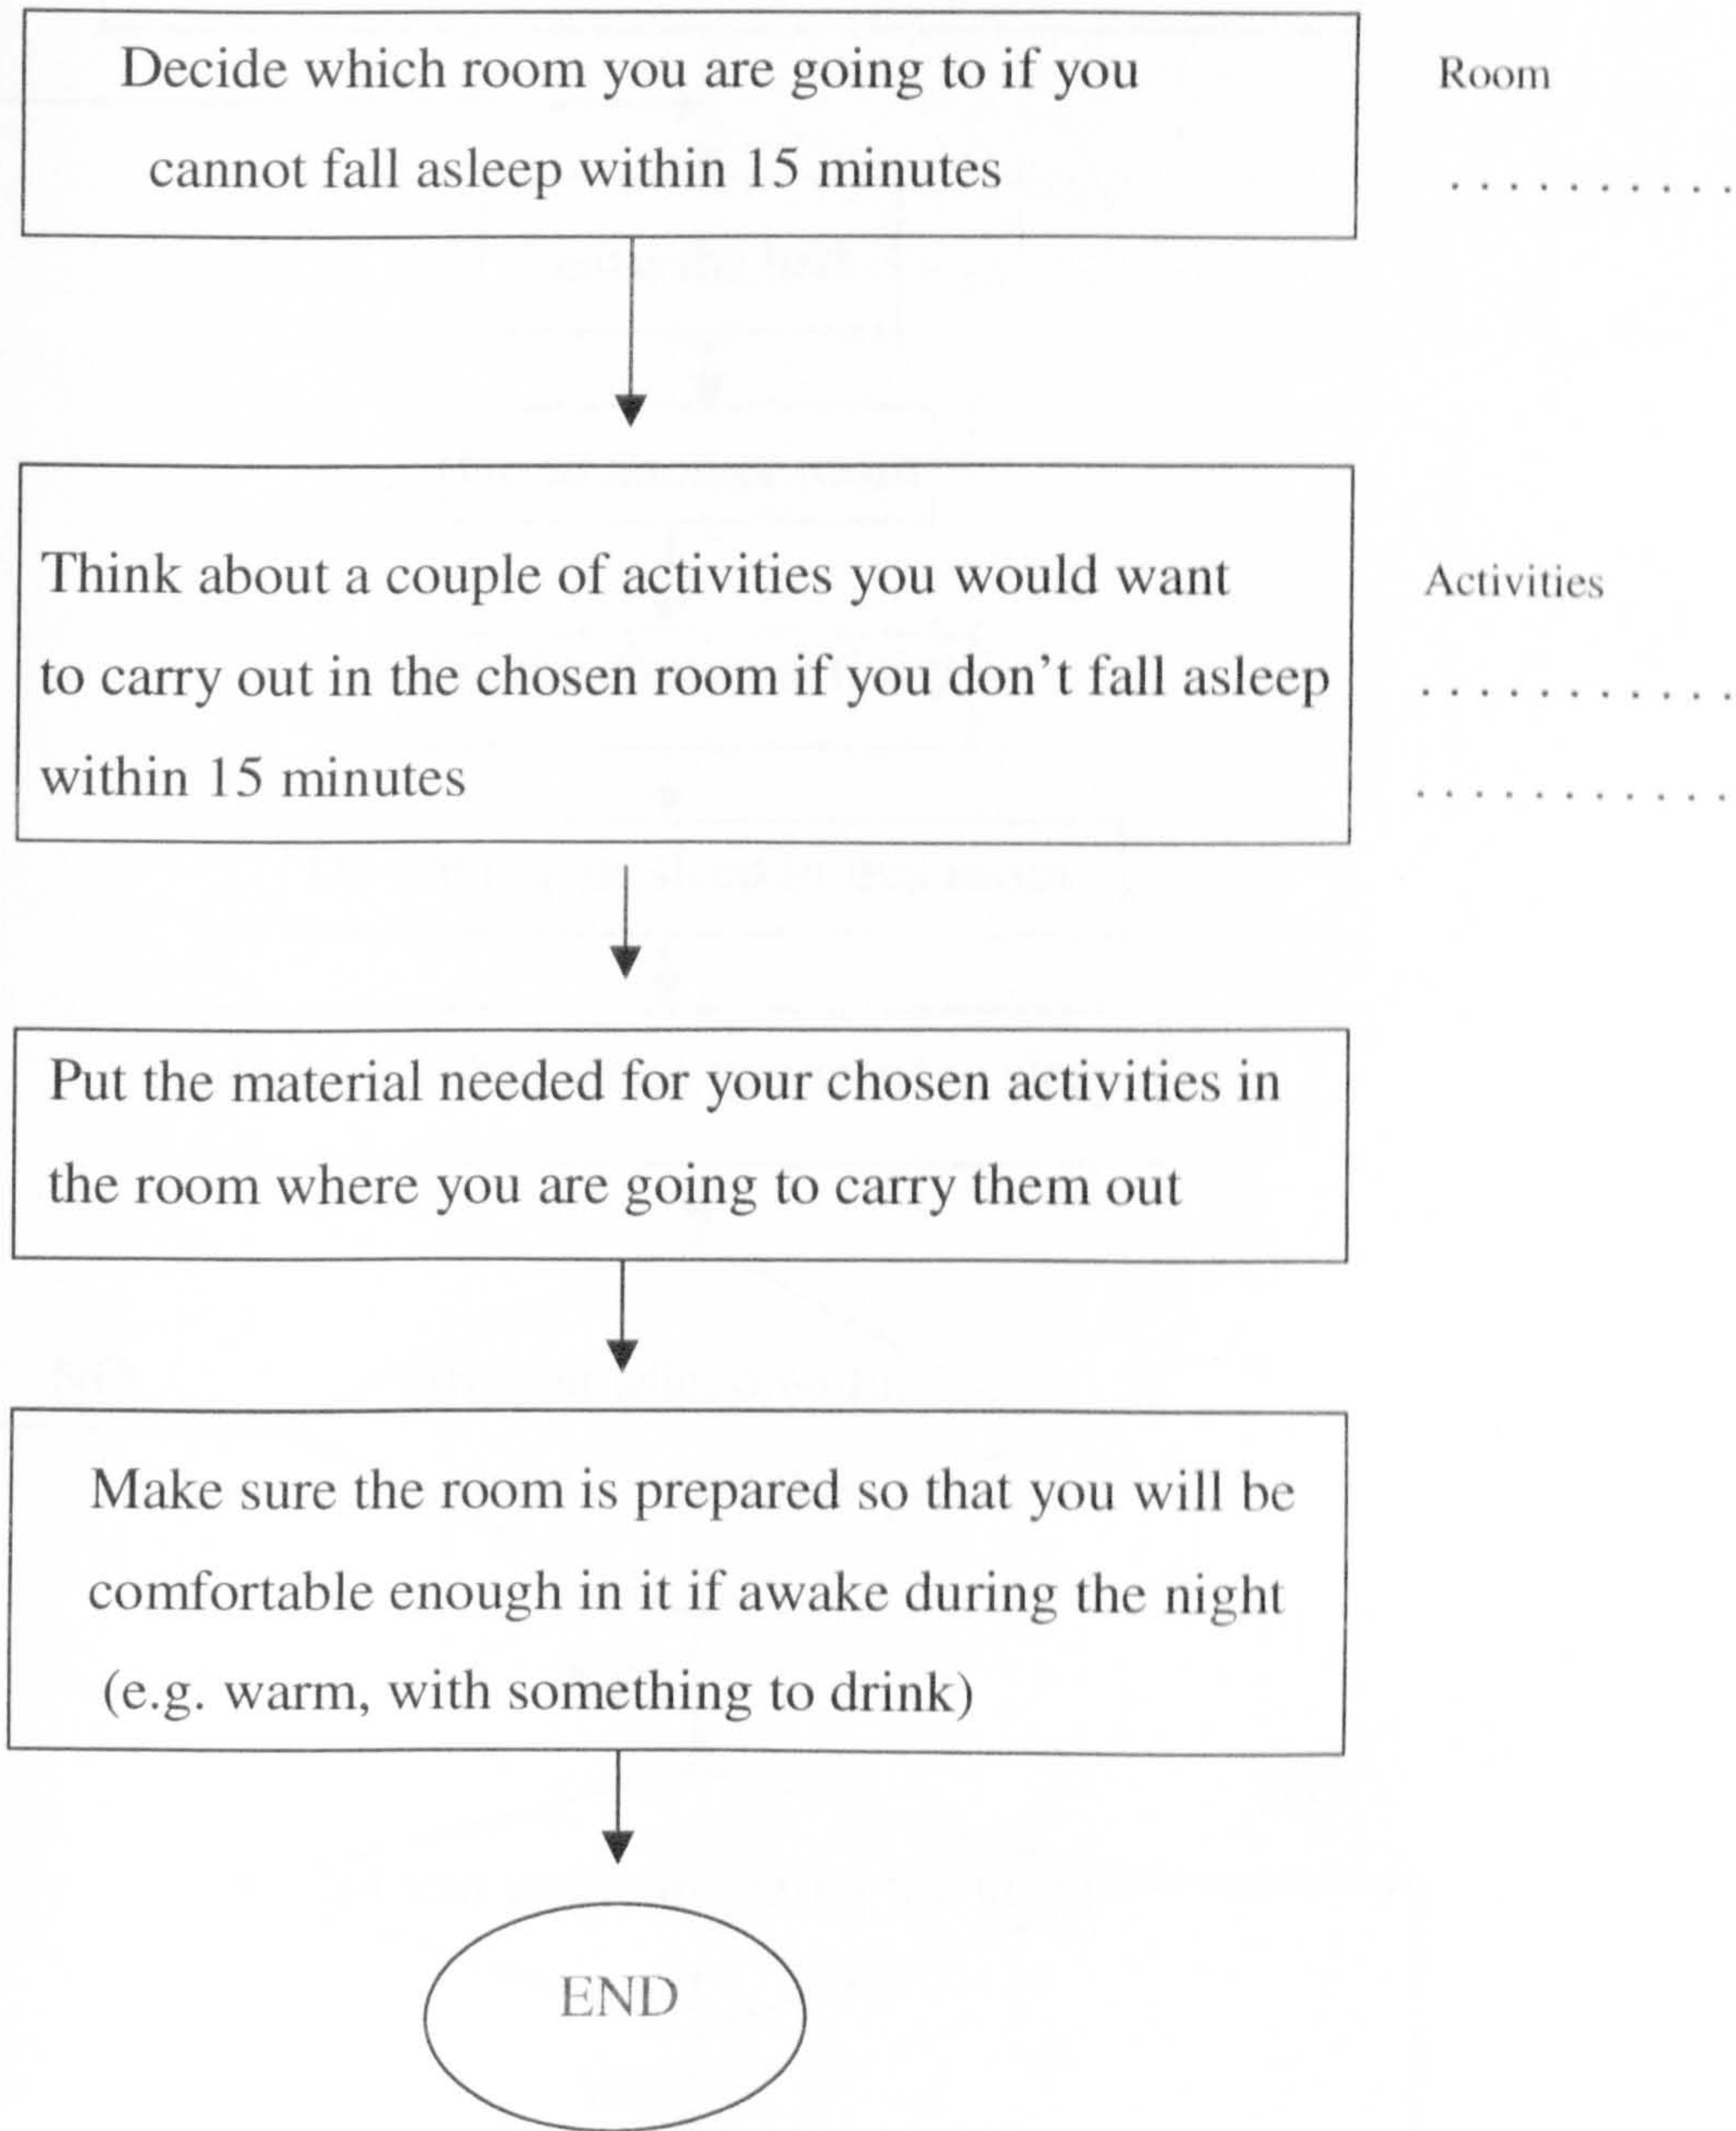 Decide which room you are going to if you
cannot fall asleep within 15 minutes
Room
. . . . . . . . . .
Think about a couple of activities you would want
to carry out in the chosen room if you don't fall asleep
within 15 minutes
Activities
. . . . . . . . . . .
. . . . . . . . . . .
Put the material needed for your chosen activities in
the room where you are going to carry them out
Make sure the room is prepared so that you will be
comfortable enough in it if awake during the night
(e.g. warm, with something to drink)
END